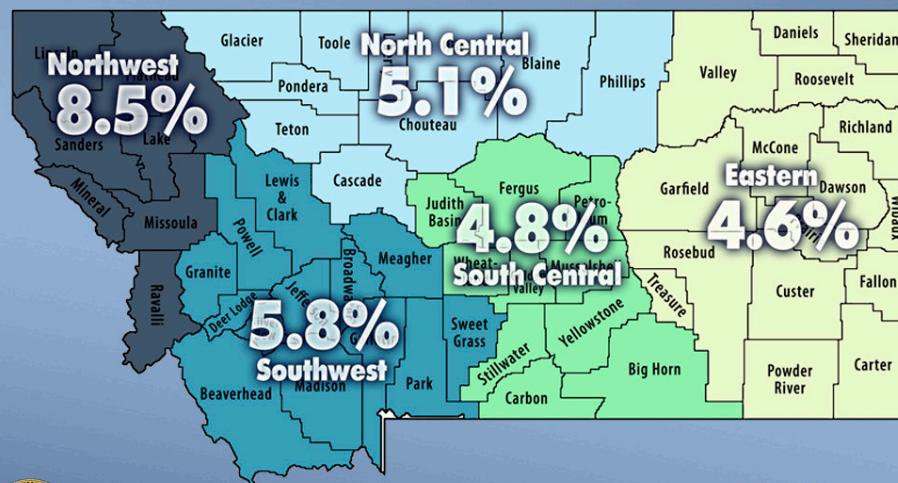 Northwest
8.5%
North Central
5.1%
Eastern
4.6%
4.8%
South Central
5.8%
Southwest
Lincoln
Flathead
Sanders
Lake
Mineral
Missoula
Ravalli
Glacier
Toole
Pondera
Teton
Chouteau
Blaine
Phillips
Cascade
Lewis
&
Clark
Powell
Granite
Deer Lodge
Meagher
Sweet
Grass
Park
Madison
Beaverhead
Judith
Basin
Fergus
Stillwater
Carbon
Yellowstone
Big Horn
Valley
Daniels
Sheridan
Roosevelt
Richland
McCone
Garfield
Dawson
Rosebud
Treasure
Custer
Fallon
Powder
River
Carter